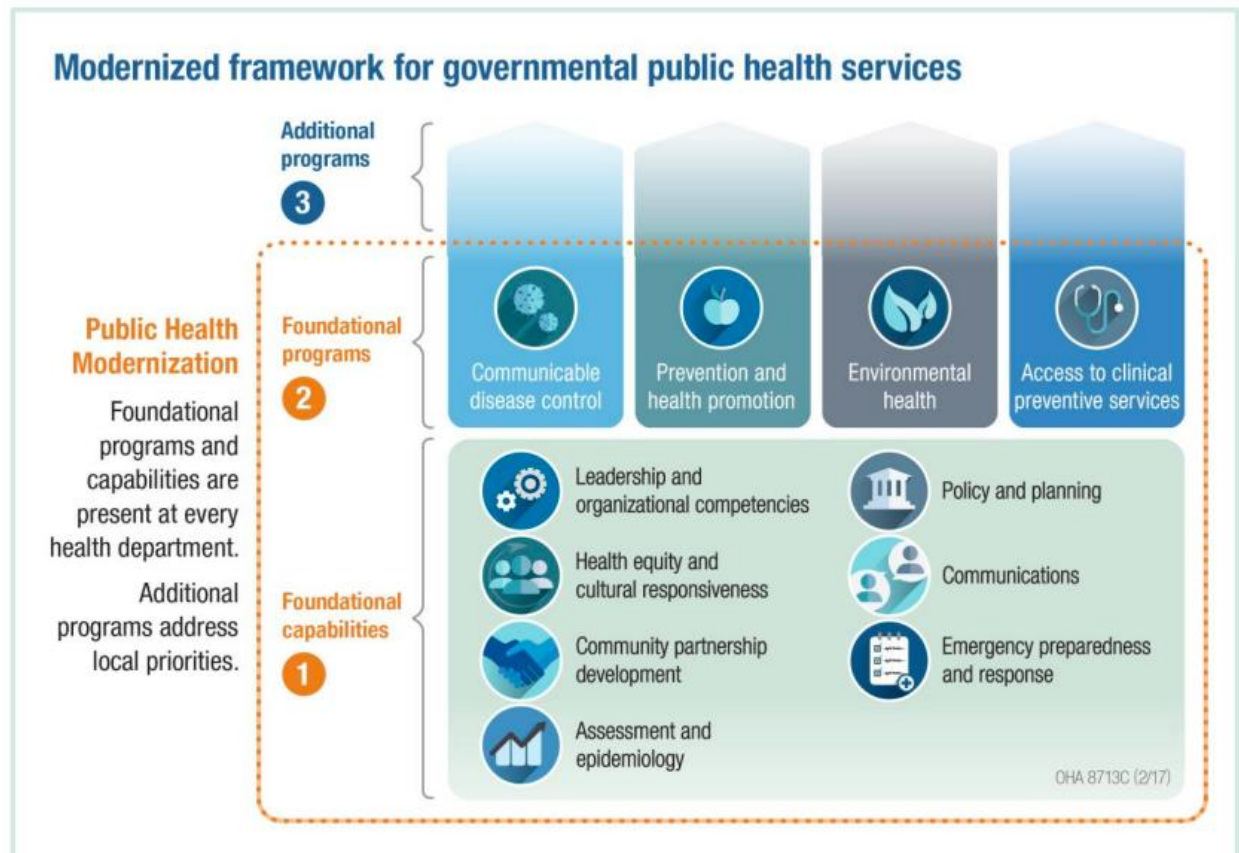 Modernized framework for governmental public health services
Additional
programs
3
Public Health
Modernization
Foundational
programs and
capabilities are
present at every
health department.
Additional
programs address
local priorities.
Foundational
programs
2
Communicable
disease control
Prevention and
health promotion
Environmental
health
Access to clinical
preventive services
Foundational
capabilities
1
Leadership and
organizational competencies
Health equity and
cultural responsiveness
Community partnership
development
Assessment and
epidemiology
Policy and planning
Communications
Emergency preparedness
and response
OHA 8713C (2/17)